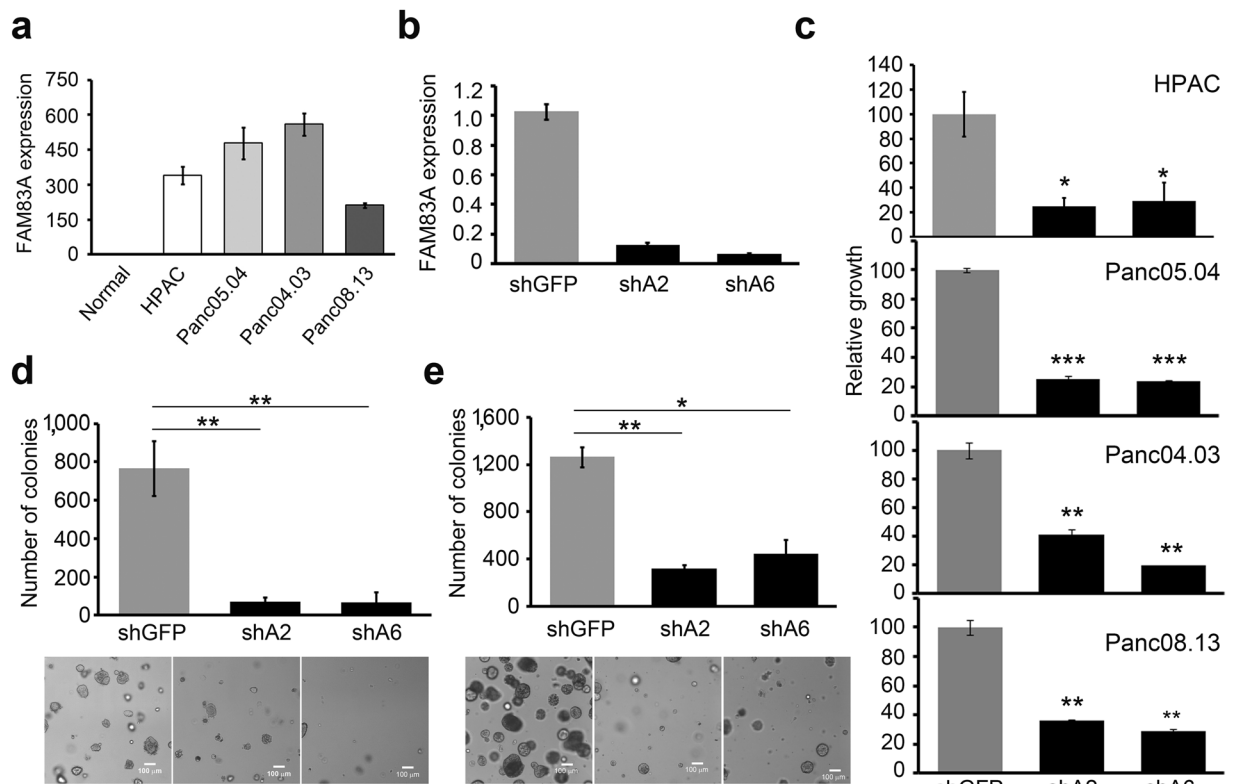 a
FAM83A expression
750
600
450
300
150
0
Normal
HPAC
Panc05.04
Panc04.03
Panc08.13
b
FAM83A expression
1.2
1.0
0.8
0.6
0.4
0.2
0
shGFP shA2 shA6
c
Relative growth
140
120
100
80
60
40
20
0
HPAC
* *
100
80
60
40
20
0
Panc05.04
*** ***
100
80
60
40
20
0
Panc04.03
** **
100
80
60
40
20
0
Panc08.13
** **
shGFP shA2 shA6
d
Number of colonies
1,000
800
600
400
200
0
**
**
shGFP shA2 shA6
100 µm 100 µm 100 µm
e
Number of colonies
1,600
1,200
800
400
0
*
**
shGFP shA2 shA6
100 µm 100 µm 100 µm